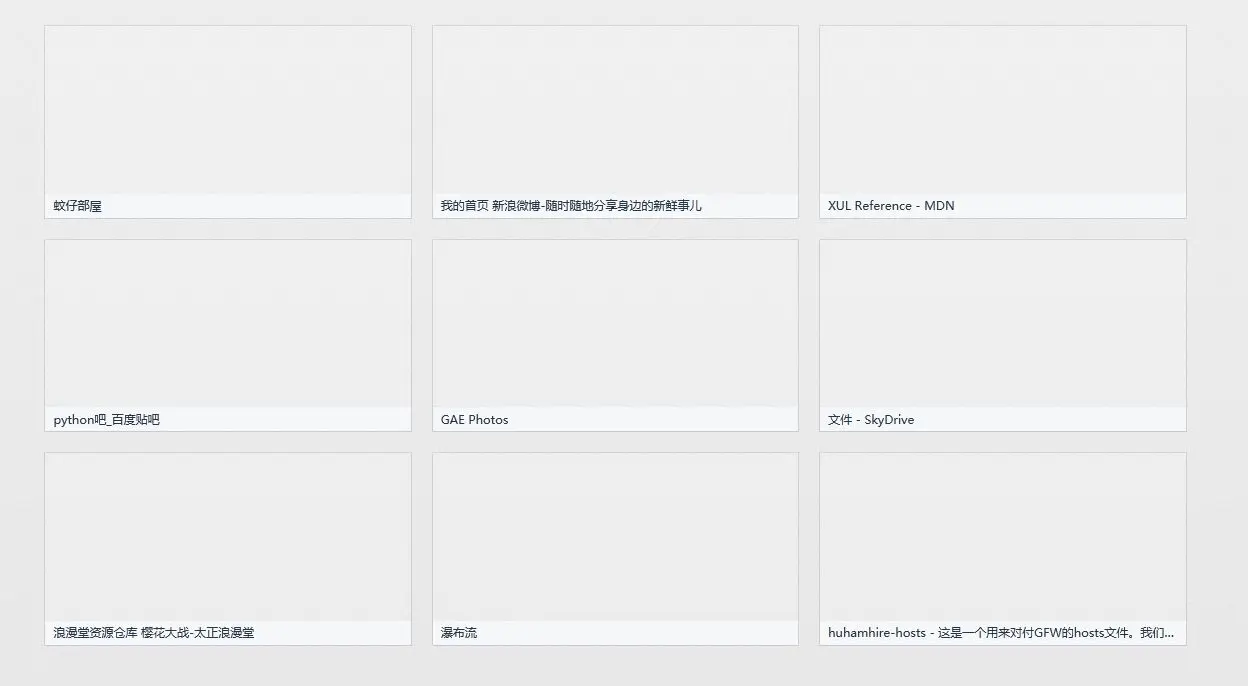 蚊仔部屋
我的首页 新浪微博-随时随地分享身边的新鲜事儿
XUL Reference - MDN
python吧_百度贴吧
GAE Photos
文件 - SkyDrive
浪漫堂资源仓库 樱花大战-太正浪漫堂
瀑布流
huhamhire-hosts - 这是一个用来对付GFW的hosts文件。我们...